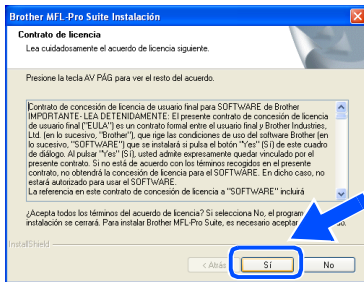 Brother MFL-Pro Suite Instalación
Contrato de licencia
Lea cuidadosamente el acuerdo de licencia siguiente.
Presione la tecla AV PÁG para ver el resto del acuerdo.
Contrato de concesión de licencia de usuario final para SOFTWARE de Brother
IMPORTANTE- LEA DETENIDAMENTE: El presente contrato de concesión de licencia
de usuario final ("EULA") es un contrato formal entre el usuario final y Brother Industries,
Ltd. (en lo sucesivo, "Brother"), que rige las condiciones de uso del software Brother (en
lo sucesivo, "SOFTWARE") que se instalará si pulsa el botón "Yes" (Sí) de este cuadro
de diálogo. Al pulsar "Yes" (Sí), usted admite expresamente quedar vinculado por el
presente contrato. Si no está de acuerdo con los términos recogidos en el presente
contrato, no obtendrá la concesión de licencia para el SOFTWARE. En dicho caso, no
estará autorizado para usar el SOFTWARE.
La referencia en este contrato de concesión de licencia a "SOFTWARE" incluirá
¿Acepta todos los términos del acuerdo de licencia? Si selecciona No, el
instalación se cerrará. Para instalar Brother MFL-Pro Suite, es necesario
InstallShield
< Atrás
Sí
No